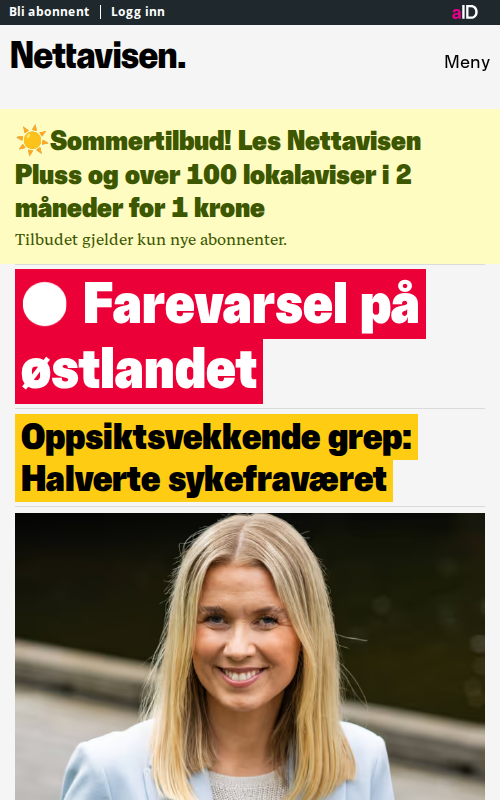 Bli abonnent | Logg inn
aID
Nettavisen.
Meny
☀️Sommertilbud! Les Nettavisen
Pluss og over 100 lokalaviser i 2
måneder for 1 krone
Tilbudet gjelder kun nye abonnenter.
Farevarsel på
østlandet
Oppsiktsvekkende grep:
Halverte sykefraværet